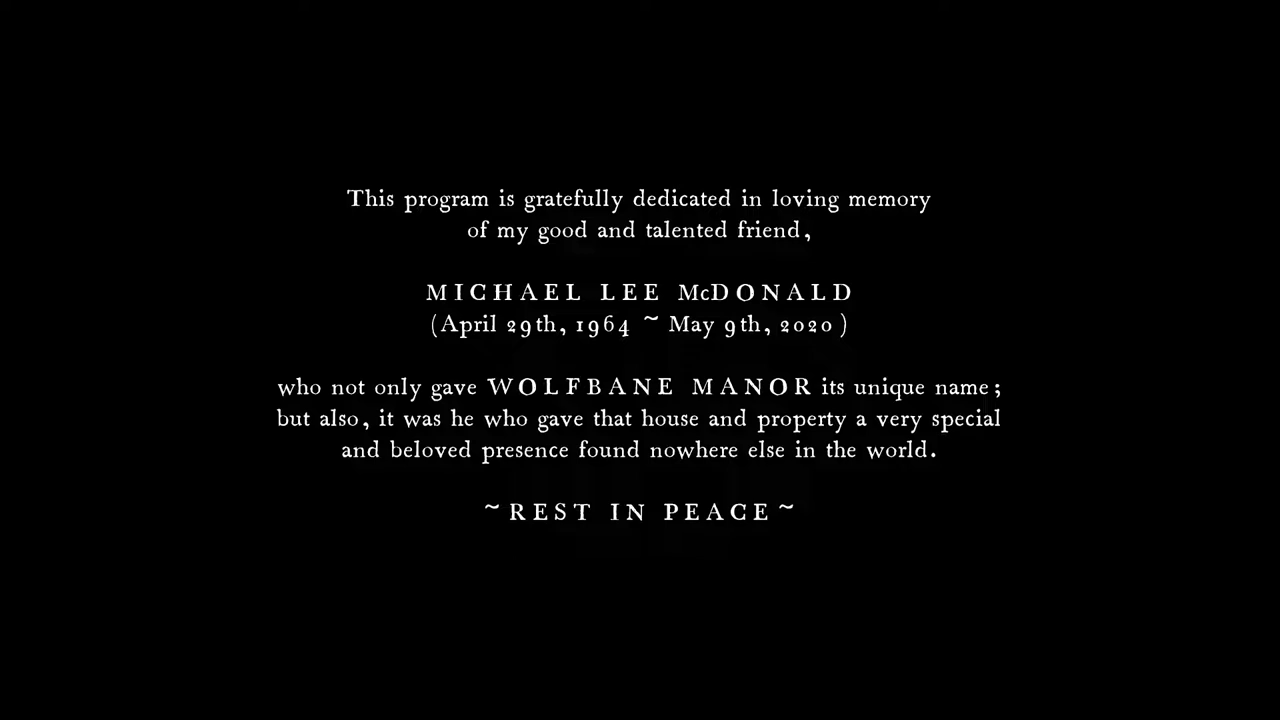 This program is gratefully dedicated in loving memory
of my good and talented friend,
MICHAEL LEE McDONALD
(April 29th, 1964 ~ May 9th, 2020 )
who not only gave WOLFBANE MANOR its unique name;
but also, it was he who gave that house and property a very special
and beloved presence found nowhere else in the world.
~ REST IN PEACE ~